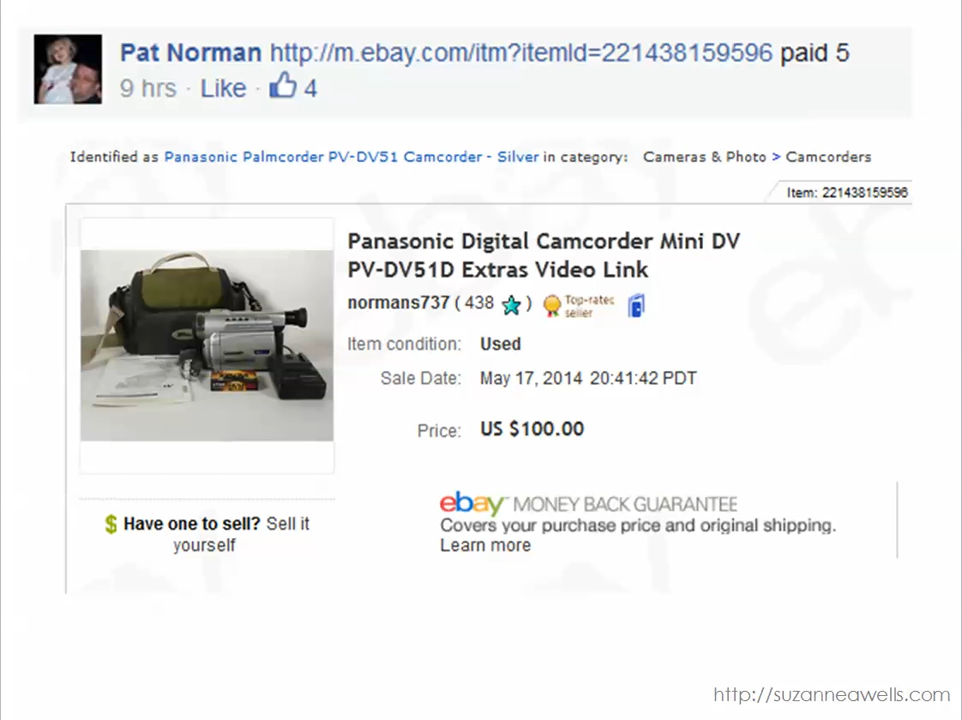 Pat Norman http://m.ebay.com/itm?itemId=221438159596 paid 5
9 hrs · Like · 4
Identified as Panasonic Palmcorder PV-DV51 Camcorder - Silver in category: Cameras & Photo > Camcorders
Item: 221438159596
Panasonic Digital Camcorder Mini DV
PV-DV51D Extras Video Link
normans737 ( 438 )
Top-rated
seller
Item condition: Used
Sale Date: May 17, 2014 20:41:42 PDT
Price: US $100.00
$ Have one to sell? Sell it
yourself
ebay MONEY BACK GUARANTEE
Covers your purchase price and original shipping.
Learn more
http://suzanneawells.com